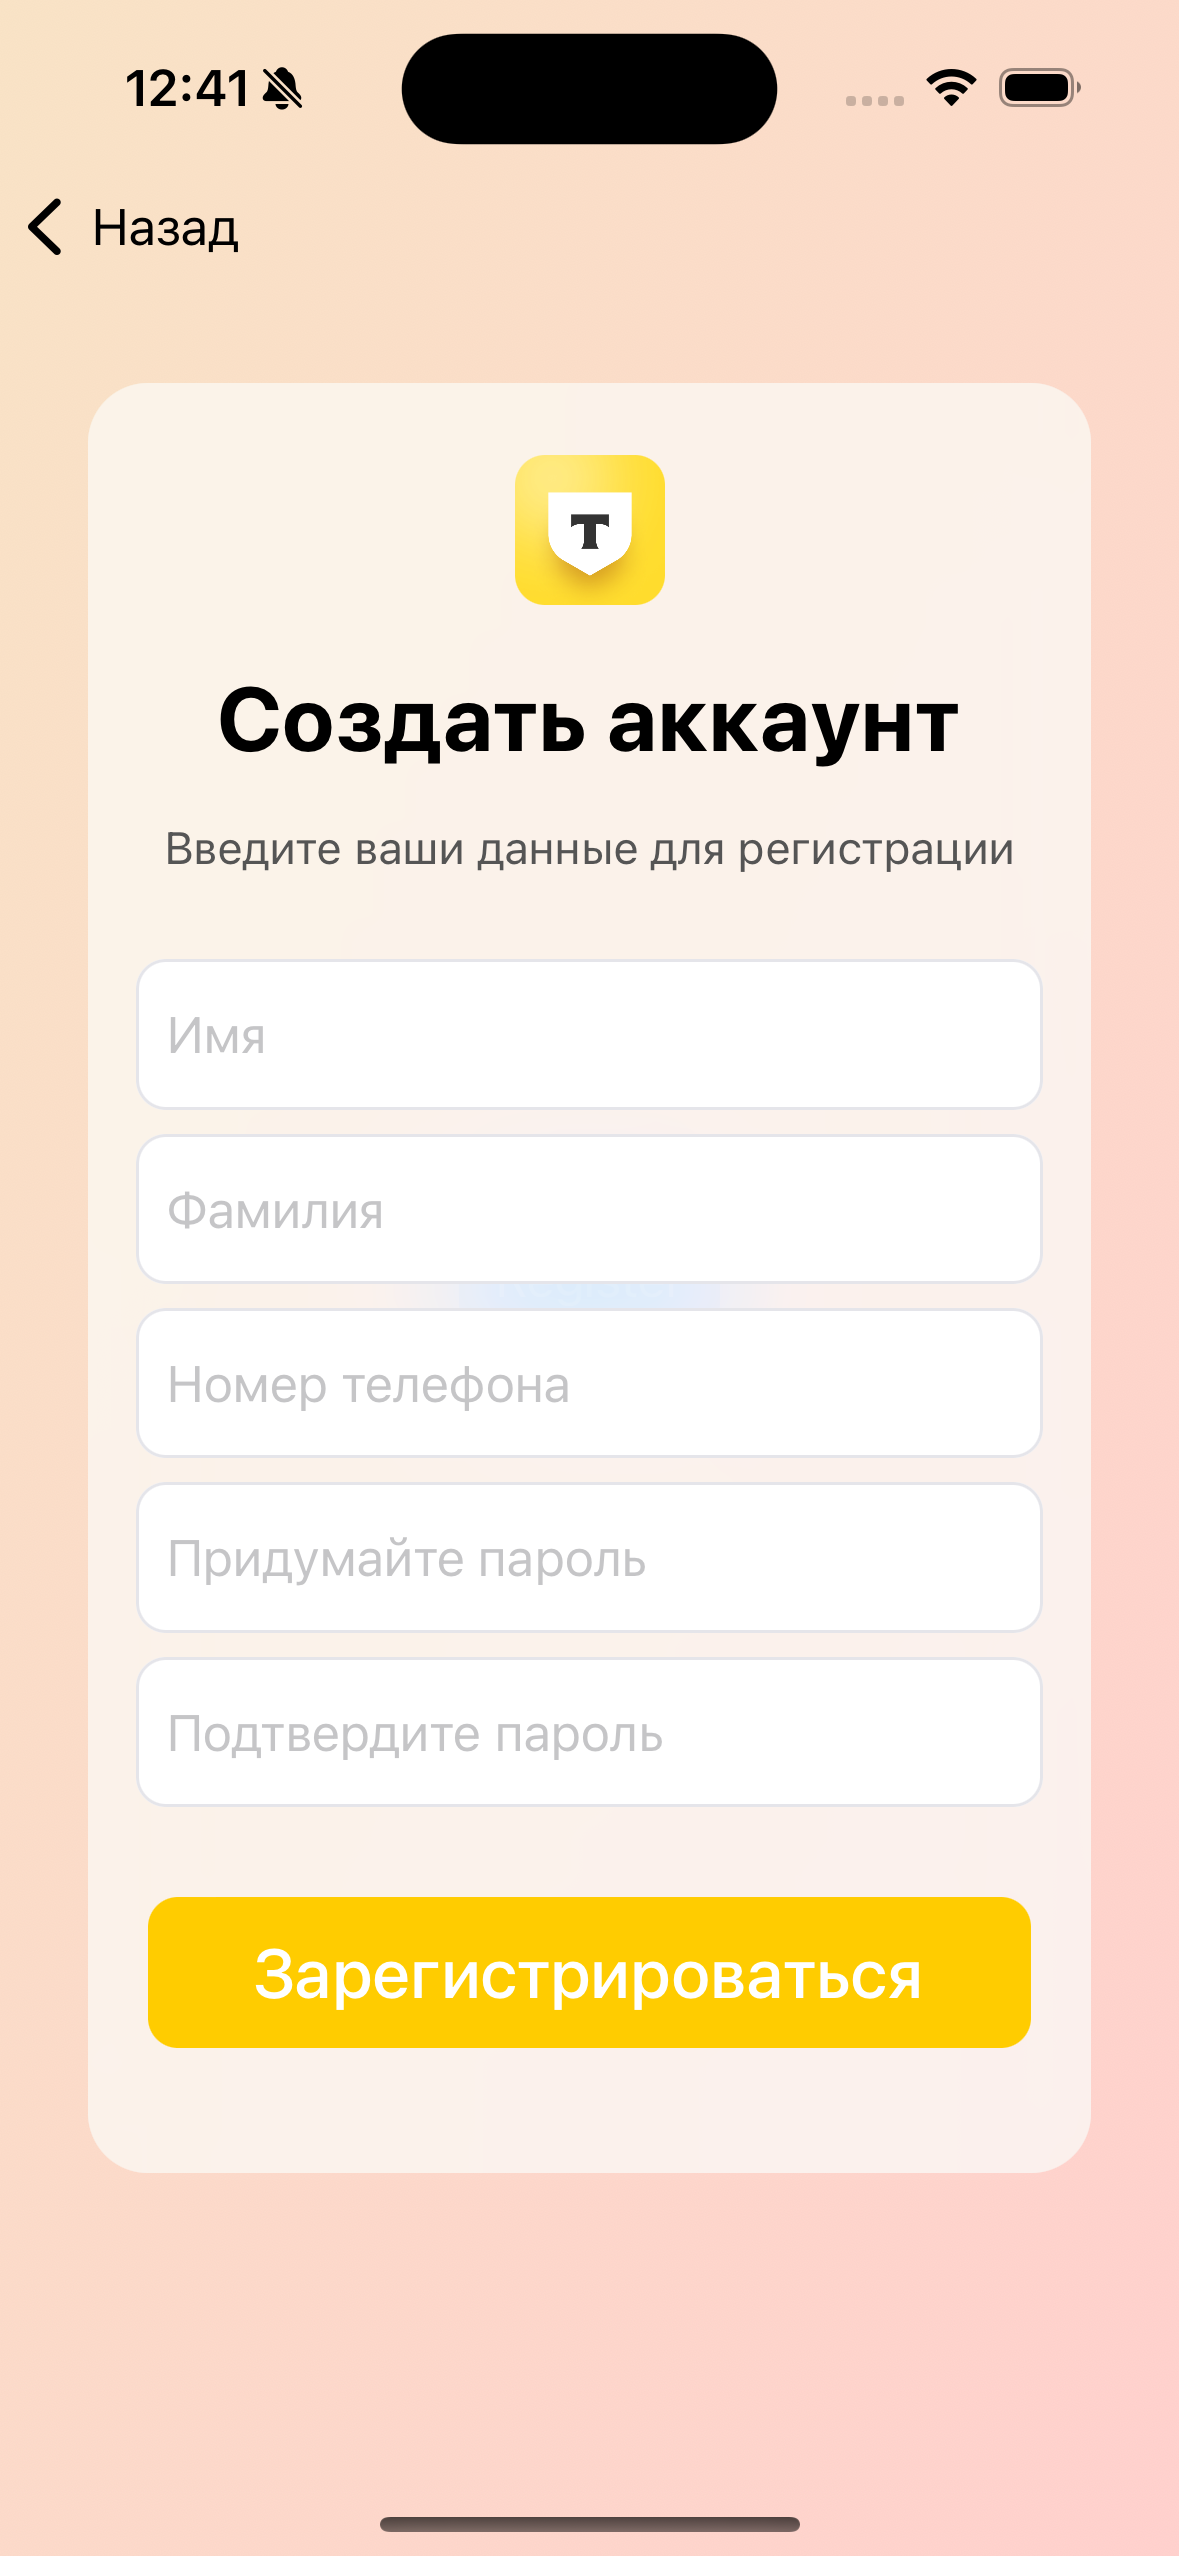 12:41
Назад
T
Создать аккаунт
Введите ваши данные для регистрации
Имя
Фамилия
Номер телефона
Придумайте пароль
Подтвердите пароль
Зарегистрироваться